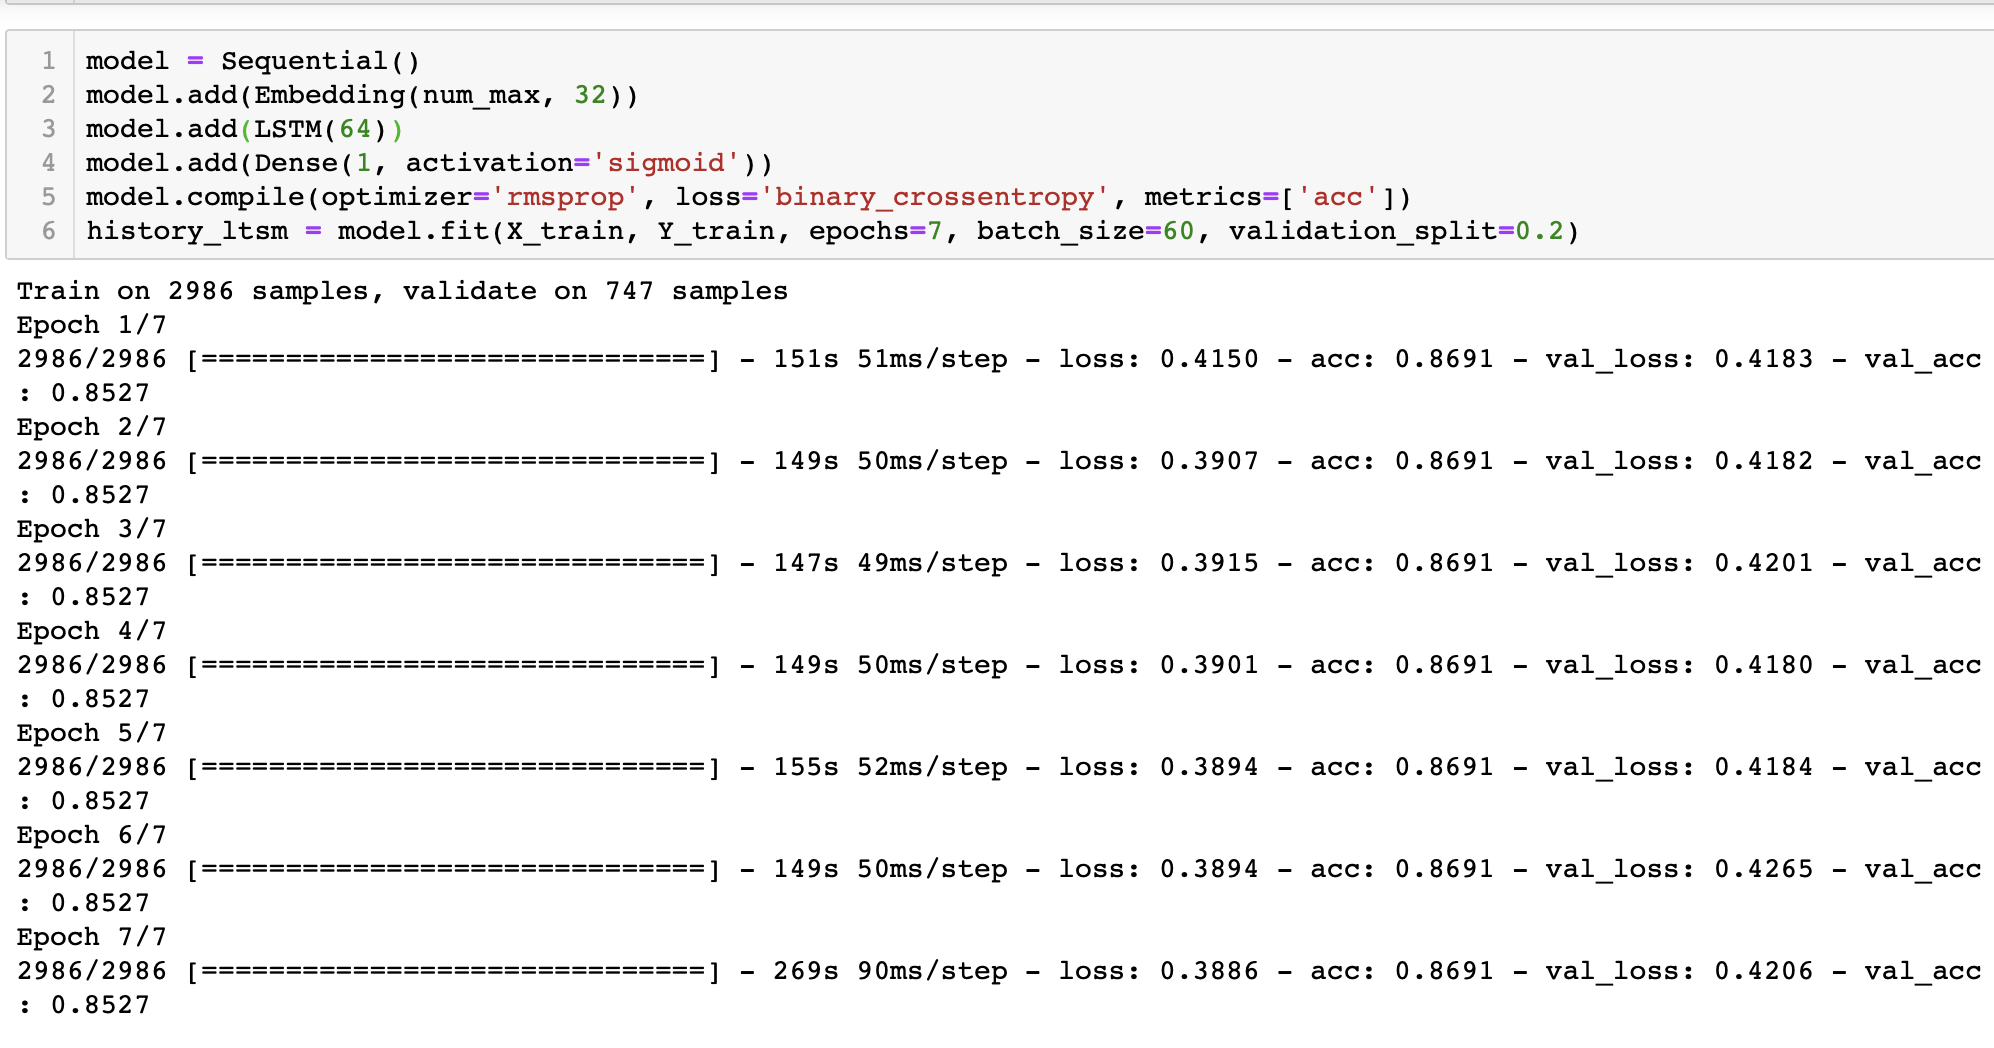 1 model = Sequential()
2 model.add(Embedding(num_max, 32))
3 model.add(LSTM(64))
4 model.add(Dense(1, activation='sigmoid'))
5 model.compile(optimizer='rmsprop', loss='binary_crossentropy', metrics=['acc'])
6 history_ltsm = model.fit(X_train, Y_train, epochs=7, batch_size=60, validation_split=0.2)
Train on 2986 samples, validate on 747 samples
Epoch 1/7
2986/2986 [==============================] - 151s 51ms/step - loss: 0.4150 - acc: 0.8691 - val_loss: 0.4183 - val_acc
: 0.8527
Epoch 2/7
2986/2986 [==============================] - 149s 50ms/step - loss: 0.3907 - acc: 0.8691 - val_loss: 0.4182 - val_acc
: 0.8527
Epoch 3/7
2986/2986 [==============================] - 147s 49ms/step - loss: 0.3915 - acc: 0.8691 - val_loss: 0.4201 - val_acc
: 0.8527
Epoch 4/7
2986/2986 [==============================] - 149s 50ms/step - loss: 0.3901 - acc: 0.8691 - val_loss: 0.4180 - val_acc
: 0.8527
Epoch 5/7
2986/2986 [==============================] - 155s 52ms/step - loss: 0.3894 - acc: 0.8691 - val_loss: 0.4184 - val_acc
: 0.8527
Epoch 6/7
2986/2986 [==============================] - 149s 50ms/step - loss: 0.3894 - acc: 0.8691 - val_loss: 0.4265 - val_acc
: 0.8527
Epoch 7/7
2986/2986 [==============================] - 269s 90ms/step - loss: 0.3886 - acc: 0.8691 - val_loss: 0.4206 - val_acc
: 0.8527